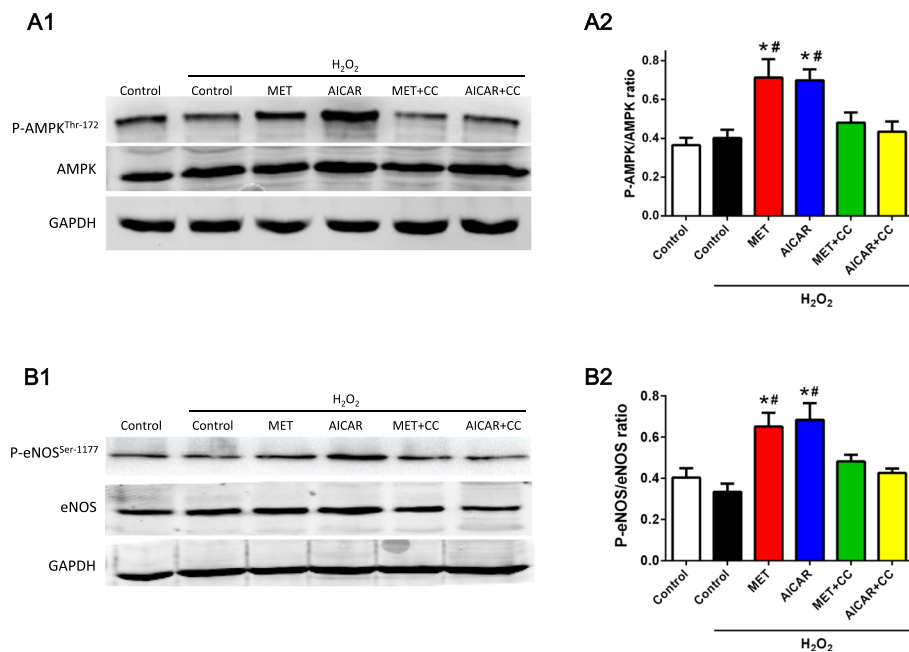 A1
H₂O₂
Control Control MET AICAR MET+CC AICAR+CC
P-AMPKᵀʰʳ⁻¹⁷²
AMPK
GAPDH
A2
P-AMPK/AMPK ratio
0.8
0.6
0.4
0.2
0.0
*# *#
Control Control MET AICAR MET+CC AICAR+CC
H₂O₂
B1
H₂O₂
Control Control MET AICAR MET+CC AICAR+CC
P-eNOSˢᵉʳ⁻¹¹⁷⁷
eNOS
GAPDH
B2
P-eNOS/eNOS ratio
0.8
0.6
0.4
0.2
0.0
*# *#
Control Control MET AICAR MET+CC AICAR+CC
H₂O₂